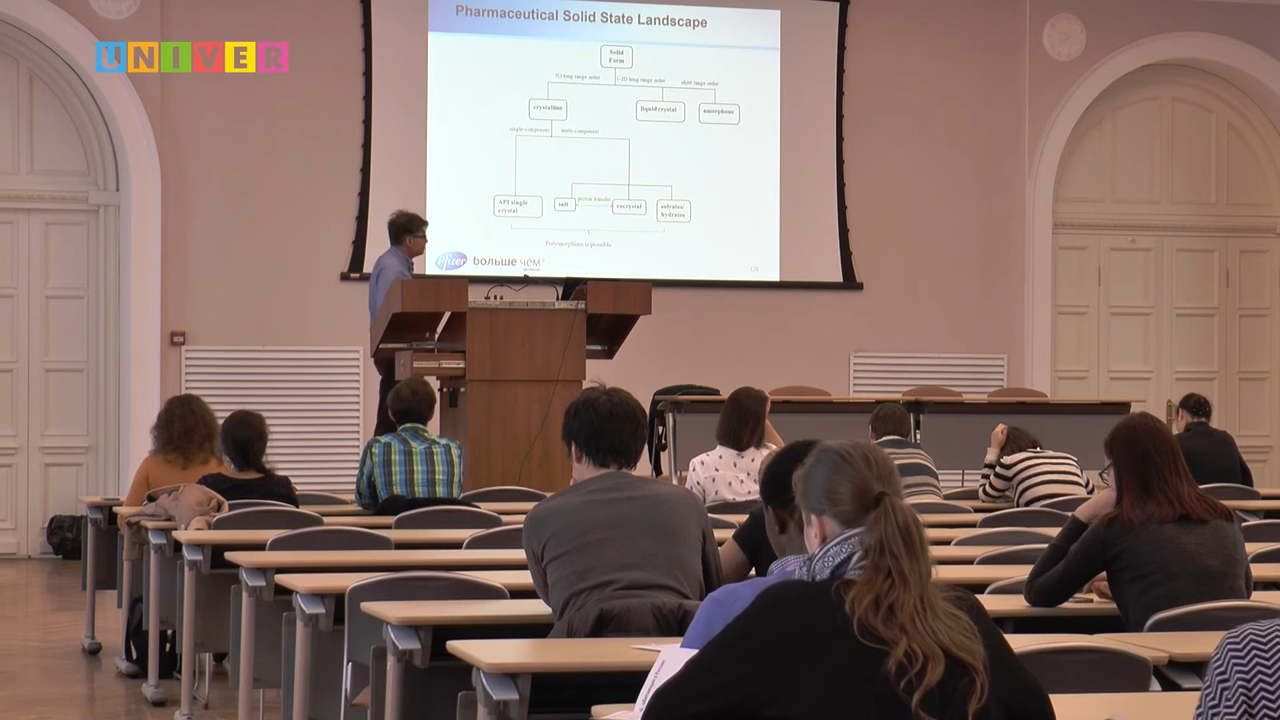 UNIVER
Pharmaceutical Solid State Landscape
Solid
Form
3D long range order
1-2D long range order
short range order
crystalline
liquid crystal
amorphous
single-component
multi-component
API single
crystal
salt
proton transfer
cocrystal
solvates/
hydrates
Polymorphism is possible
Pfizer
больше чем
128